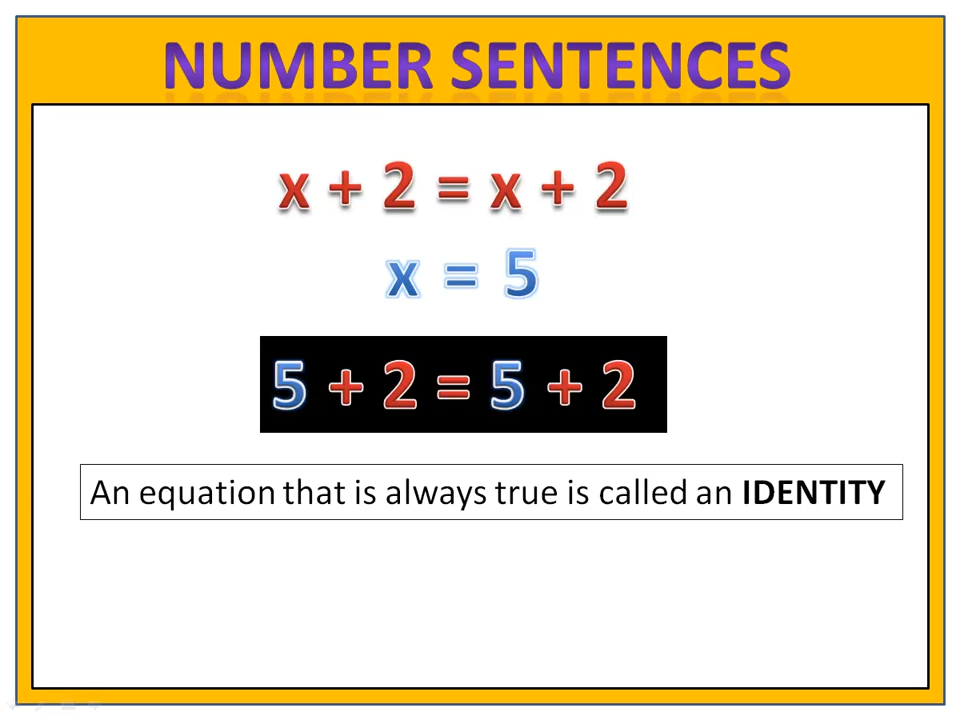 NUMBER SENTENCES
x + 2 = x + 2
x = 5
5 + 2 = 5 + 2
An equation that is always true is called an IDENTITY